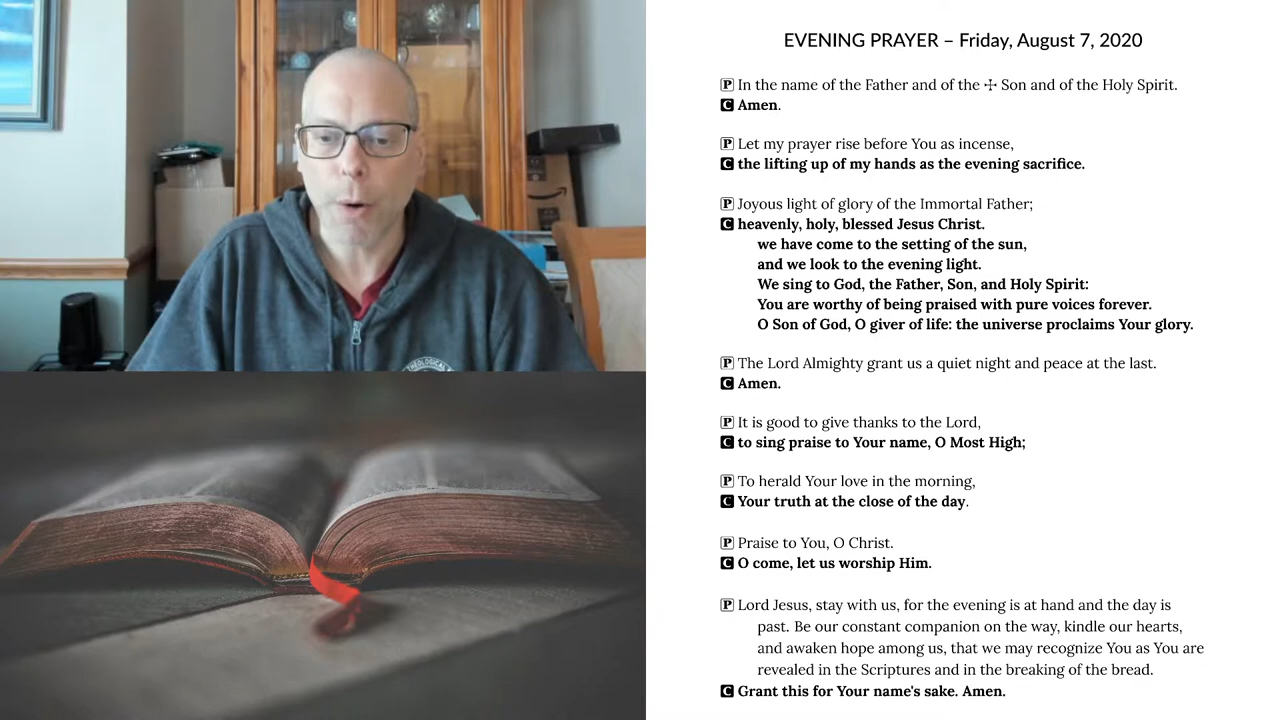 EVENING PRAYER – Friday, August 7, 2020
P In the name of the Father and of the ☩ Son and of the Holy Spirit.
C Amen.
P Let my prayer rise before You as incense,
C the lifting up of my hands as the evening sacrifice.
P Joyous light of glory of the Immortal Father;
C heavenly, holy, blessed Jesus Christ.
we have come to the setting of the sun,
and we look to the evening light.
We sing to God, the Father, Son, and Holy Spirit:
You are worthy of being praised with pure voices forever.
O Son of God, O giver of life: the universe proclaims Your glory.
P The Lord Almighty grant us a quiet night and peace at the last.
C Amen.
P It is good to give thanks to the Lord,
C to sing praise to Your name, O Most High;
P To herald Your love in the morning,
C Your truth at the close of the day.
P Praise to You, O Christ.
C O come, let us worship Him.
P Lord Jesus, stay with us, for the evening is at hand and the day is
past. Be our constant companion on the way, kindle our hearts,
and awaken hope among us, that we may recognize You as You are
revealed in the Scriptures and in the breaking of the bread.
C Grant this for Your name's sake. Amen.
THEOLOGICAL